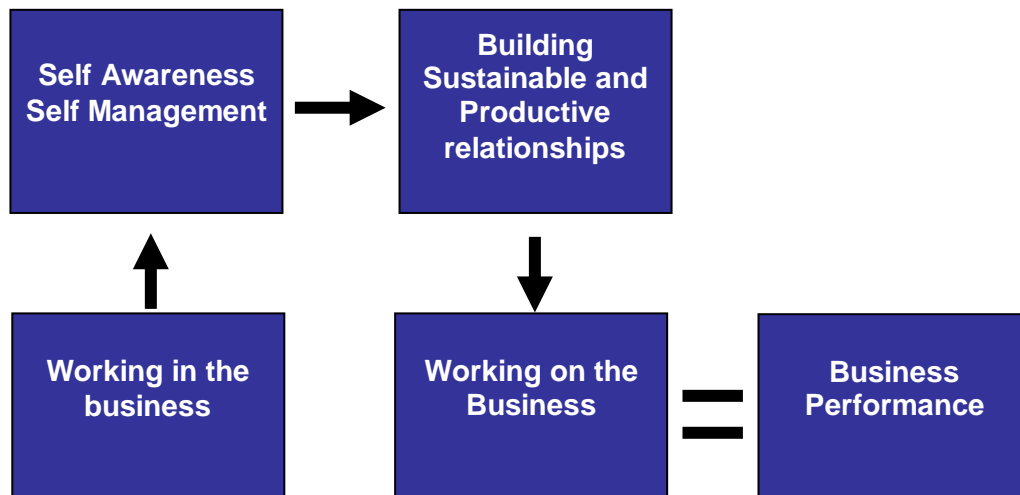 Self Awareness
Self Management
Building
Sustainable and
Productive
relationships
Working in the
business
Working on the
Business
Business
Performance